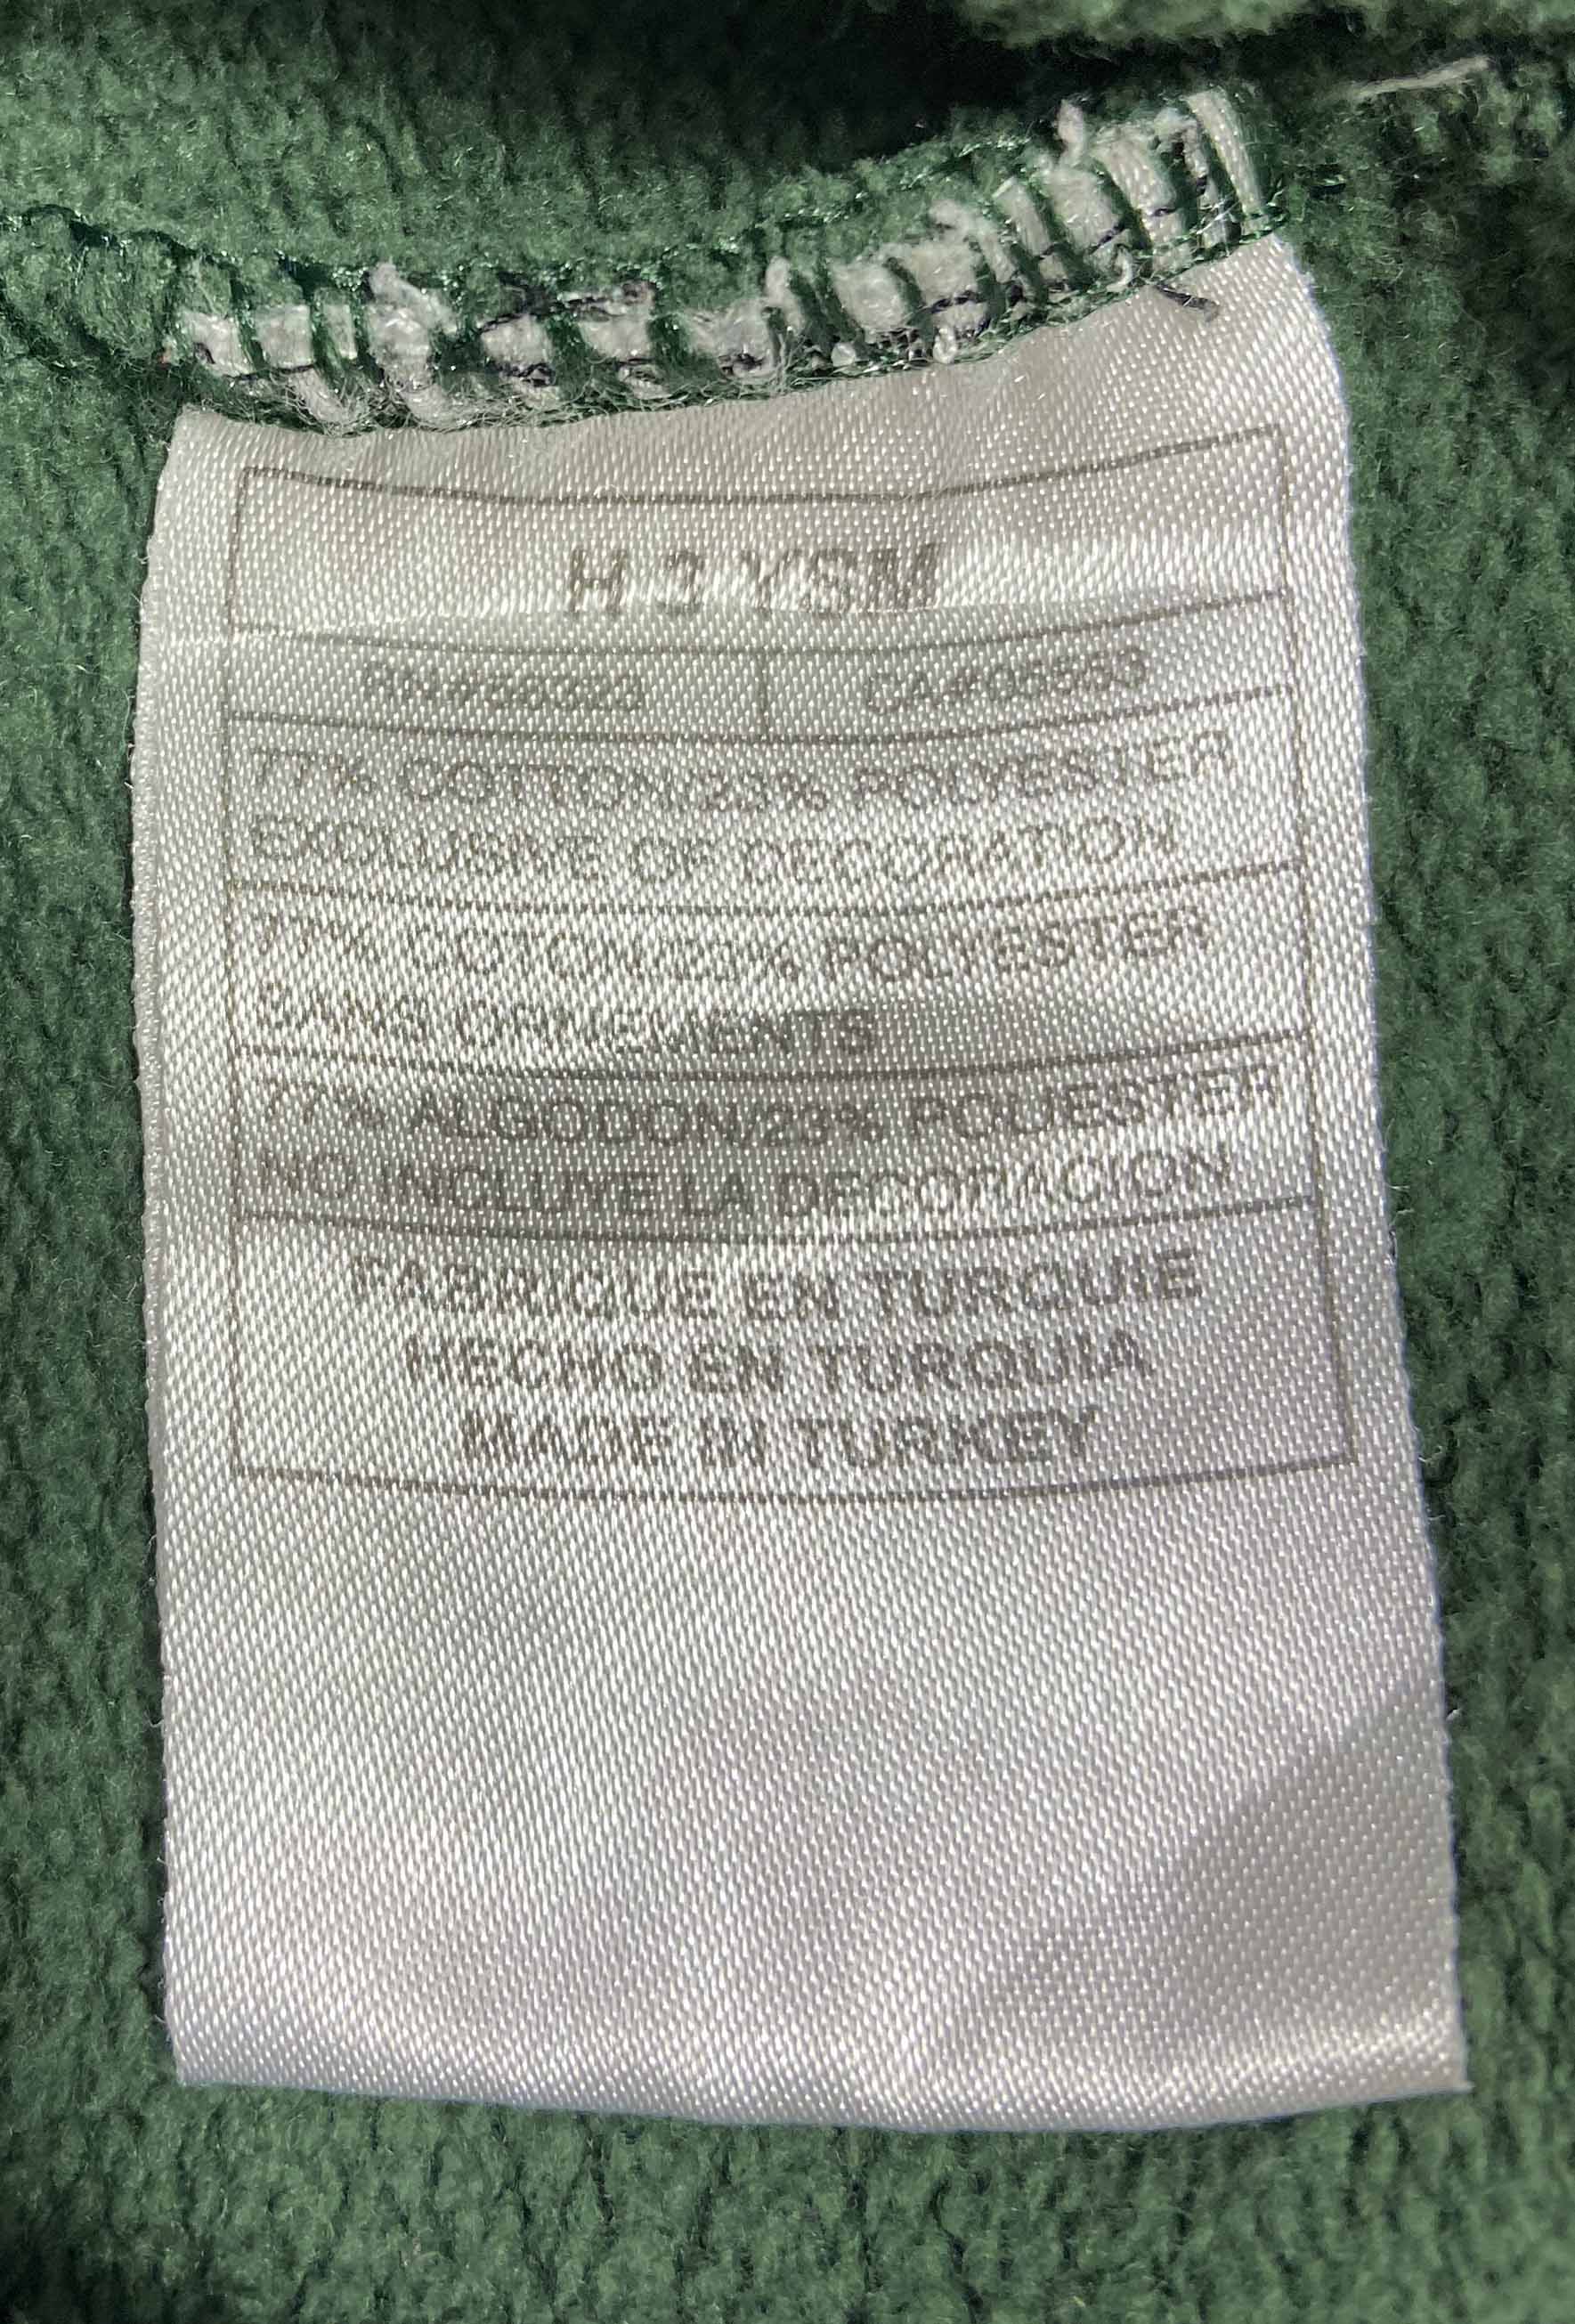 77% COTTON/23% POLYESTER
EXCLUSIVE OF DECORATION
77% COTON/23% POLYESTER
SANS ORNEMENTS
77% ALGODON/23% POLIESTER
NO INCLUYE LA DECORACION
FABRIQUE EN TURQUIE
HECHO EN TURQUIA
MADE IN TURKEY